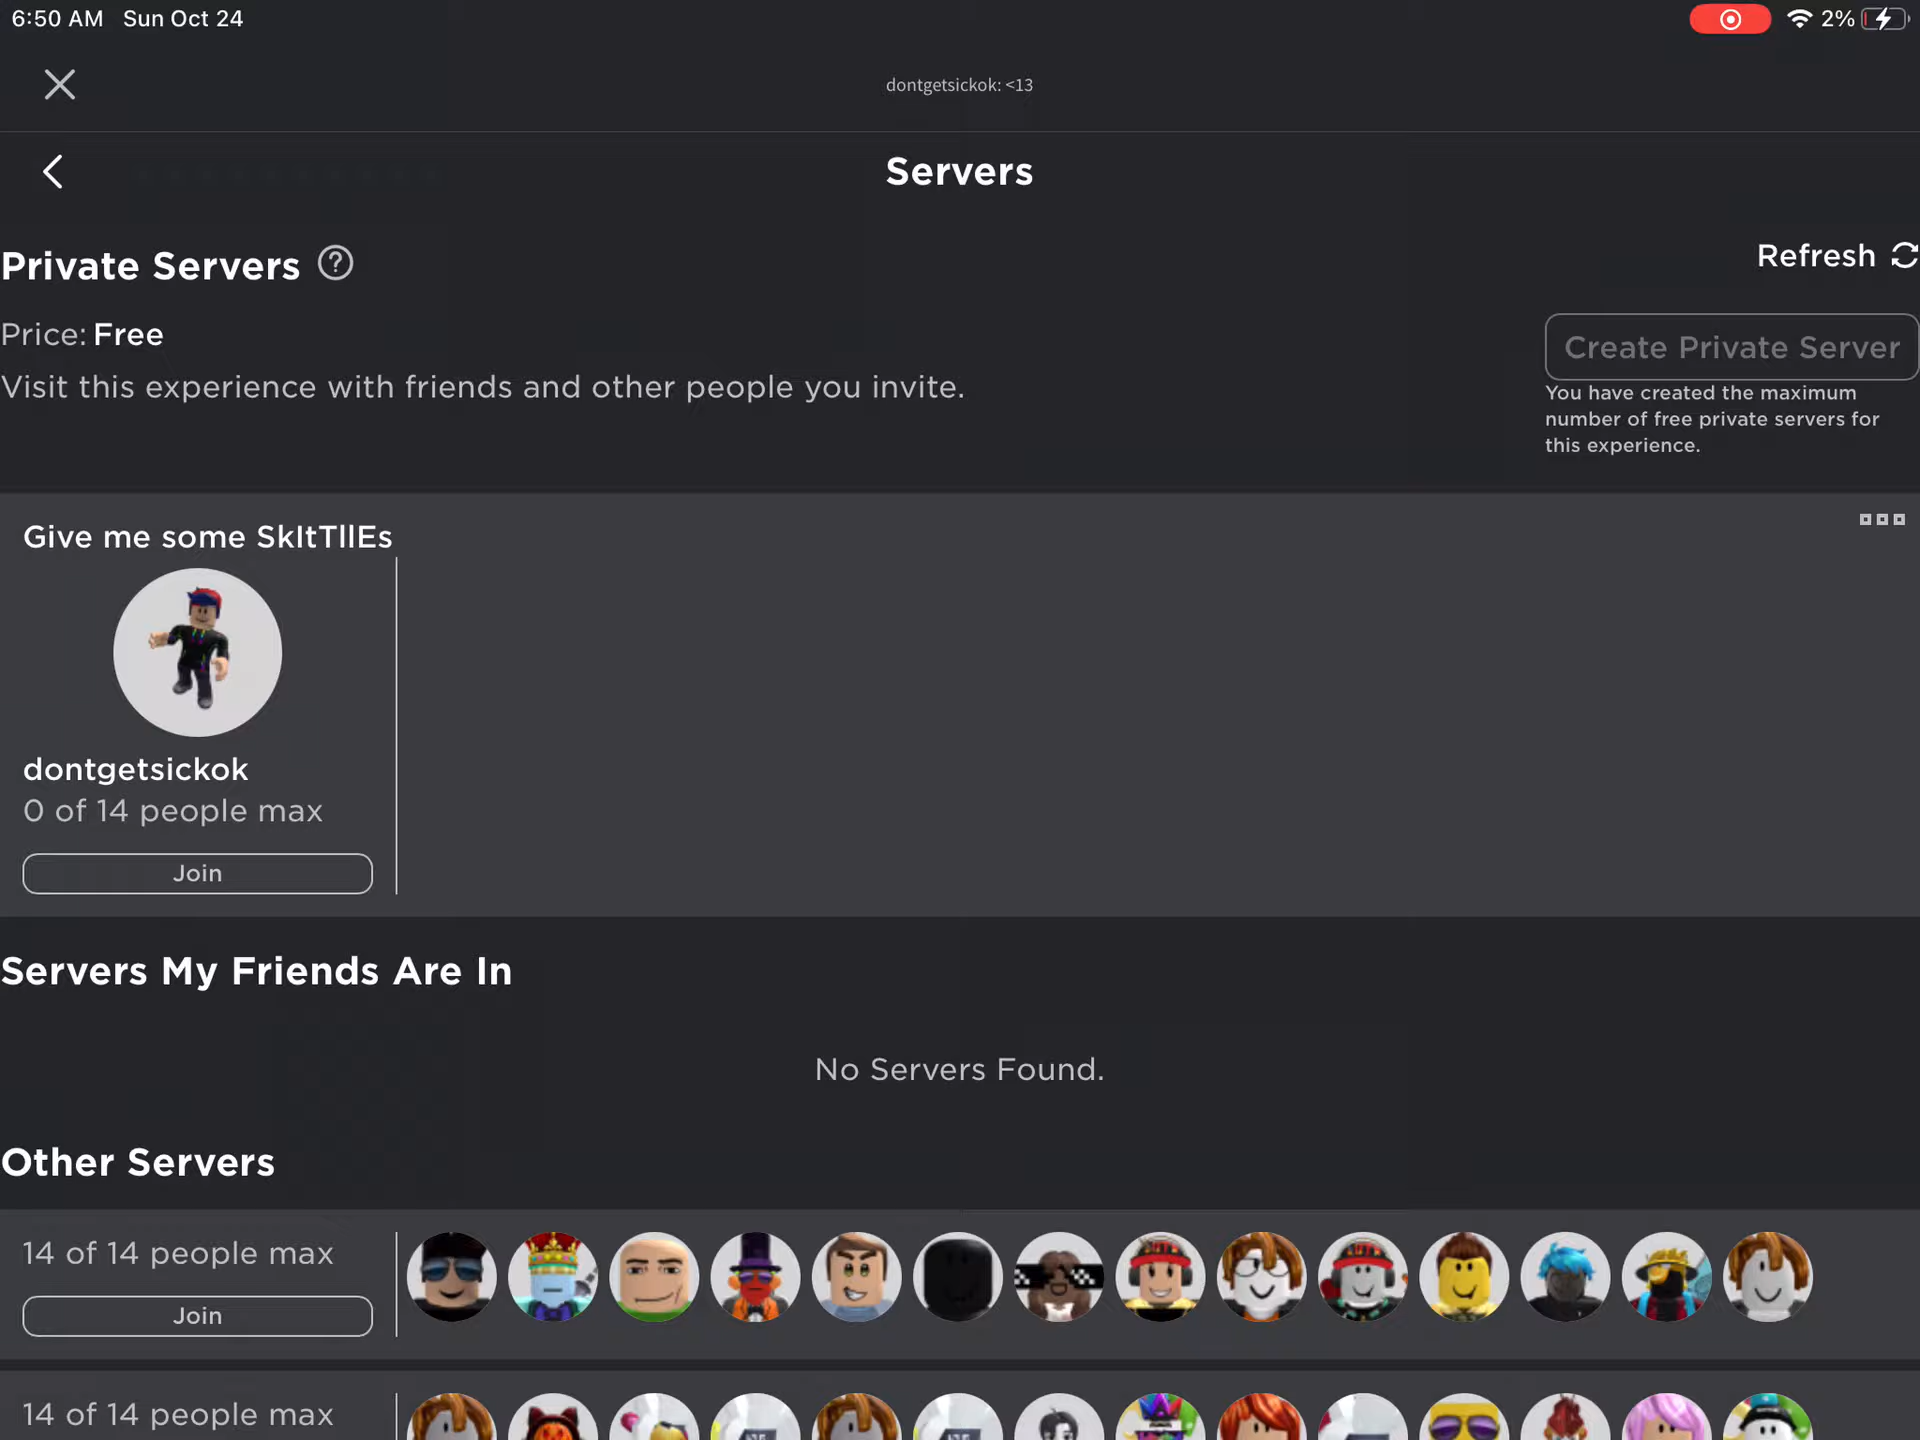 6:50 AM Sun Oct 24
2%
dontgetsickok: <13
Servers
Private Servers
Refresh
Price: Free
Create Private Server
Visit this experience with friends and other people you invite.
You have created the maximum
number of free private servers for
this experience.
Give me some SkItTllEs
dontgetsickok
0 of 14 people max
Join
Servers My Friends Are In
No Servers Found.
Other Servers
14 of 14 people max
Join
14 of 14 people max